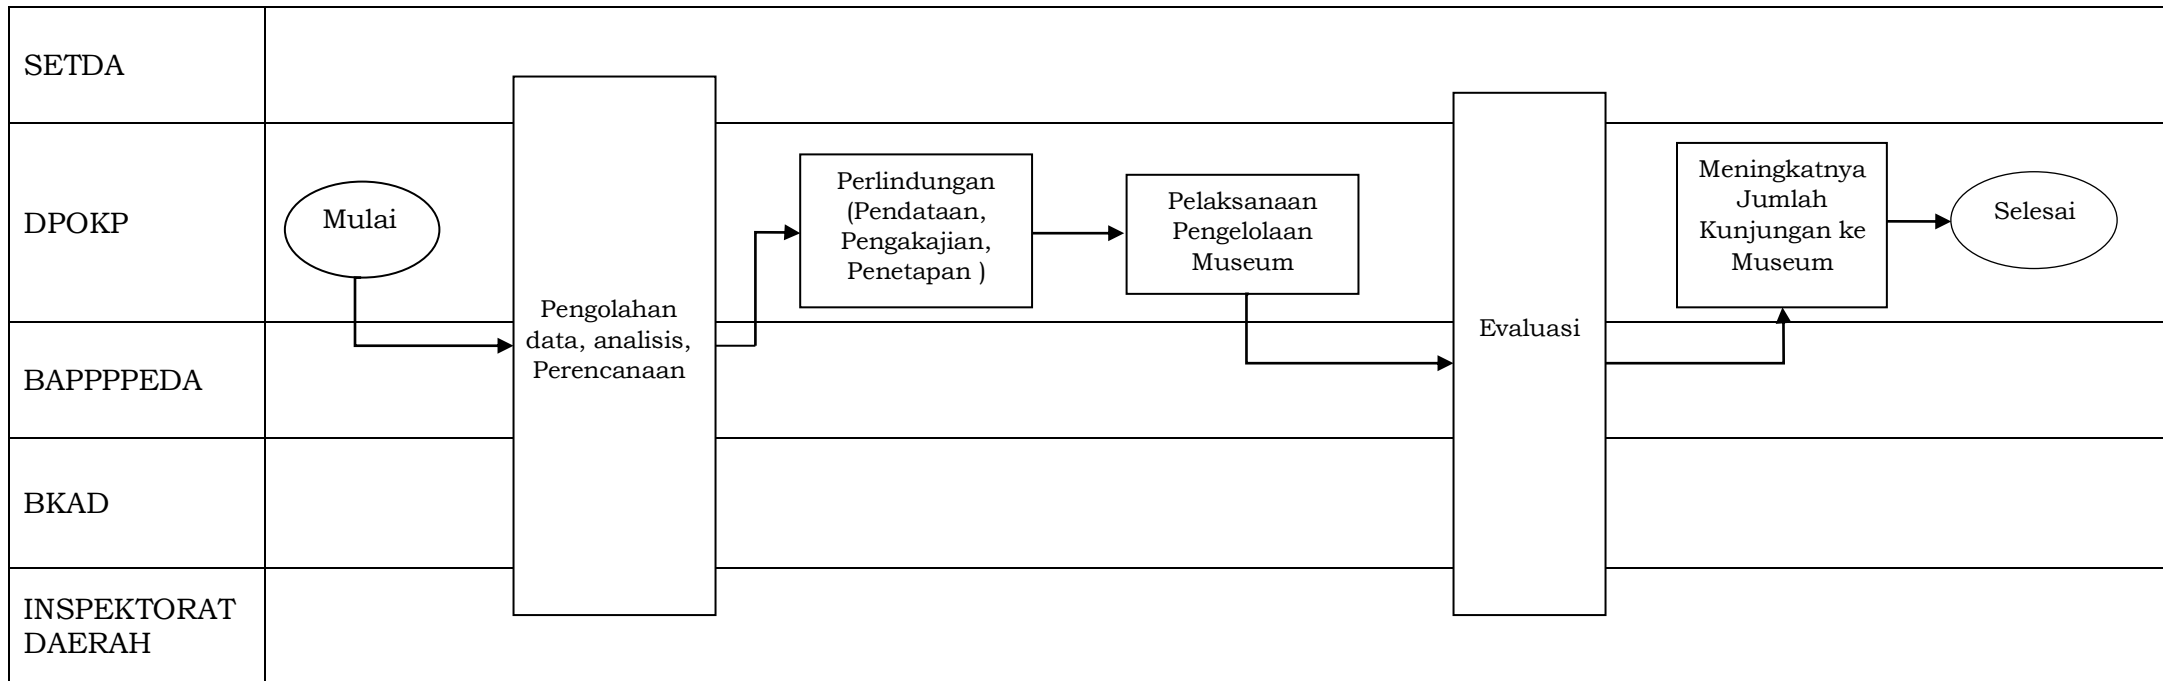 SETDA
DPOKP
BAPPPPEDA
BKAD
INSPEKTORAT
DAERAH
Mulai
Pengolahan
data, analisis,
Perencanaan
Perlindungan
(Pendataan,
Pengakajian,
Penetapan )
Pelaksanaan
Pengelolaan
Museum
Evaluasi
Meningkatnya
Jumlah
Kunjungan ke
Museum
Selesai